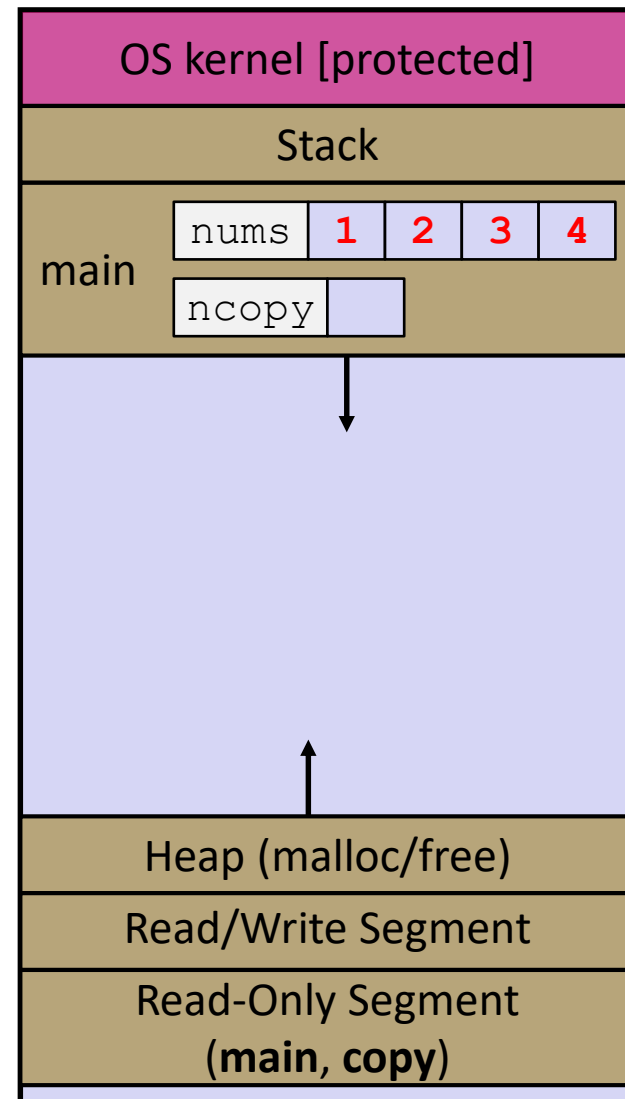 OS kernel [protected]
Stack
main
nums 1 2 3 4
ncopy
Heap (malloc/free)
Read/Write Segment
Read-Only Segment
(main, copy)